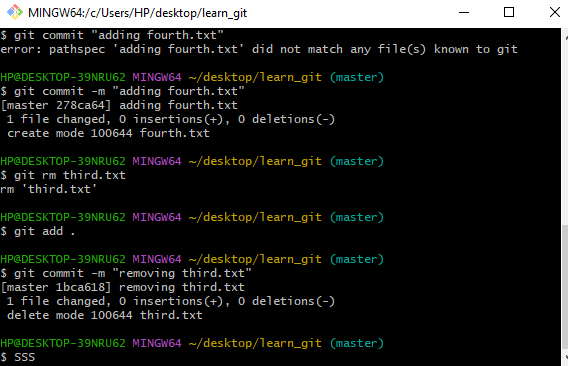 MINGW64:/c/Users/HP/desktop/learn_git
$ git commit "adding fourth.txt"
error: pathspec 'adding fourth.txt' did not match any file(s) known to git
HP@DESKTOP-39NRU62 MINGW64 ~/desktop/learn_git (master)
$ git commit -m "adding fourth.txt"
[master 278ca64] adding fourth.txt
1 file changed, 0 insertions(+), 0 deletions(-)
create mode 100644 fourth.txt
HP@DESKTOP-39NRU62 MINGW64 ~/desktop/learn_git (master)
$ git rm third.txt
rm 'third.txt'
HP@DESKTOP-39NRU62 MINGW64 ~/desktop/learn_git (master)
$ git add .
HP@DESKTOP-39NRU62 MINGW64 ~/desktop/learn_git (master)
$ git commit -m "removing third.txt"
[master 1bca618] removing third.txt
1 file changed, 0 insertions(+), 0 deletions(-)
delete mode 100644 third.txt
HP@DESKTOP-39NRU62 MINGW64 ~/desktop/learn_git (master)
$ SSS